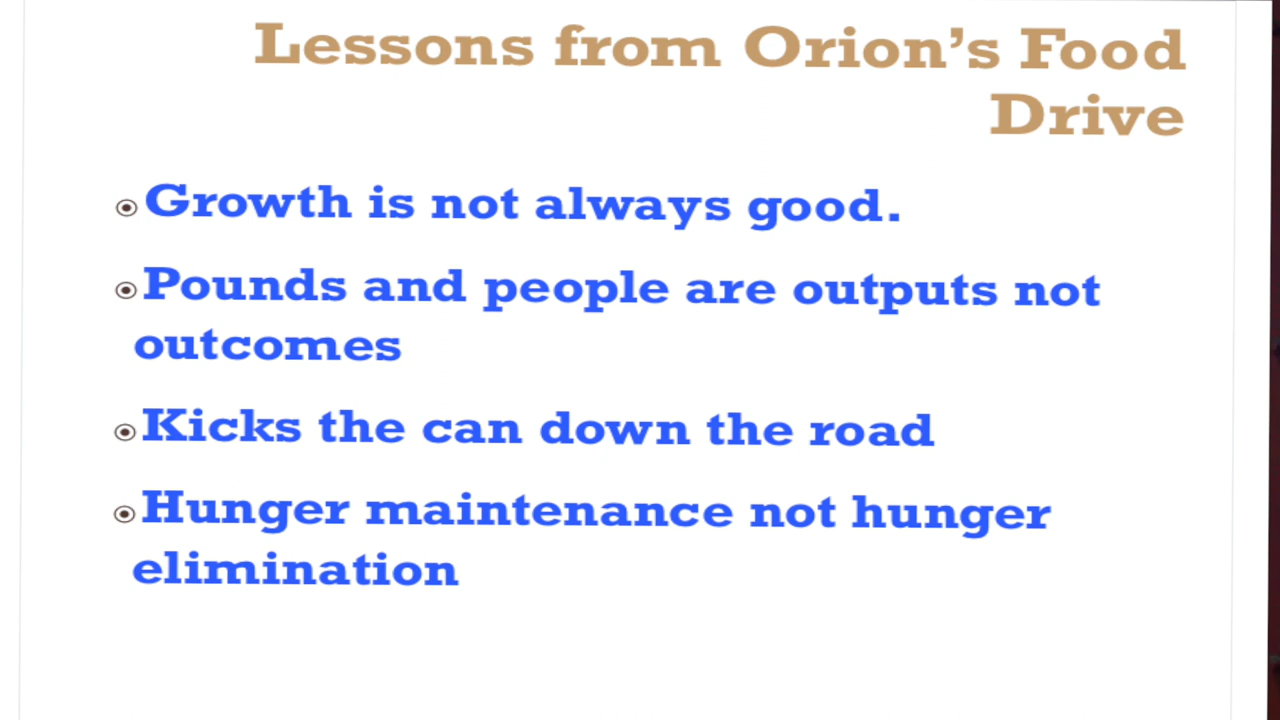 Lessons from Orion's Food
Drive
Growth is not always good.
Pounds and people are outputs not
outcomes
Kicks the can down the road
Hunger maintenance not hunger
elimination